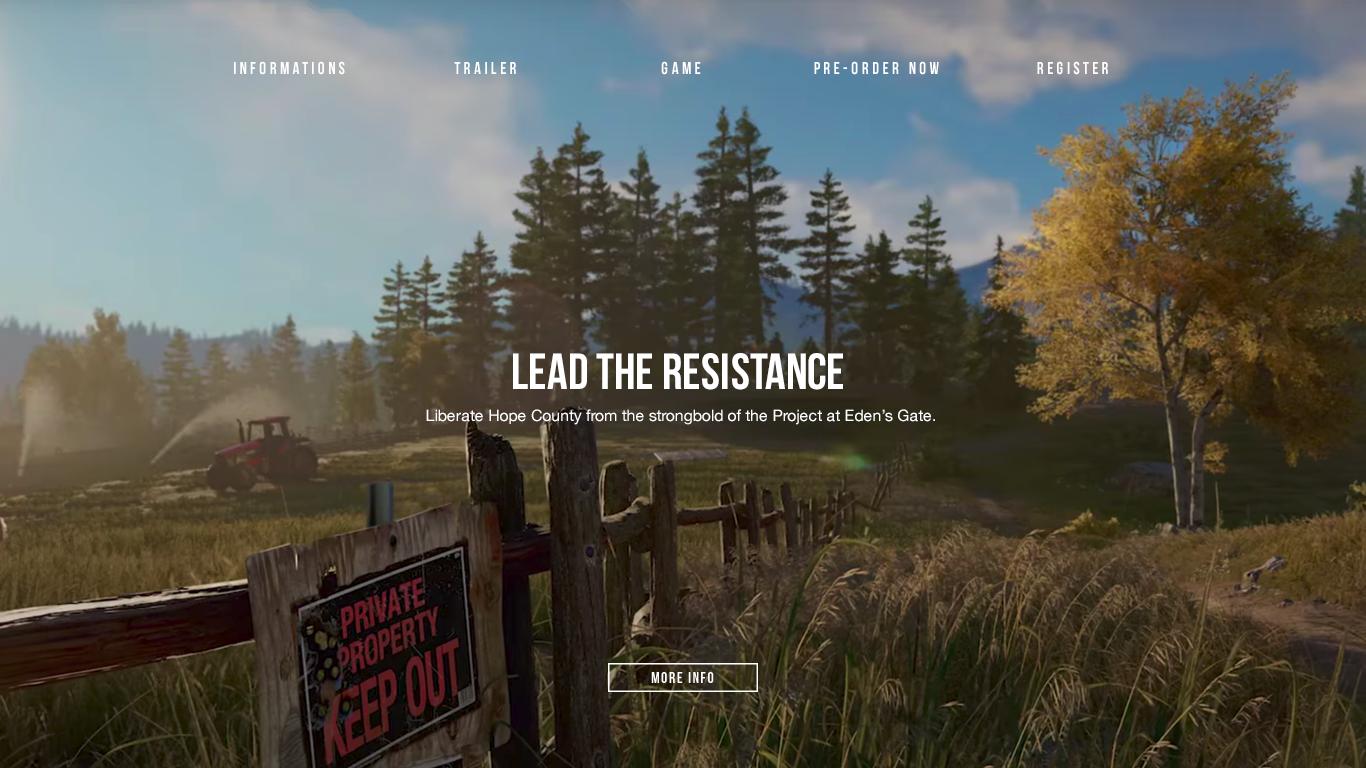 INFORMATIONS
TRAILER
GAME
PRE-ORDER NOW
REGISTER
LEAD THE RESISTANCE
Liberate Hope County from the strongbold of the Project at Eden's Gate.
PRIVATE
PROPERTY
KEEP OUT
MORE INFO